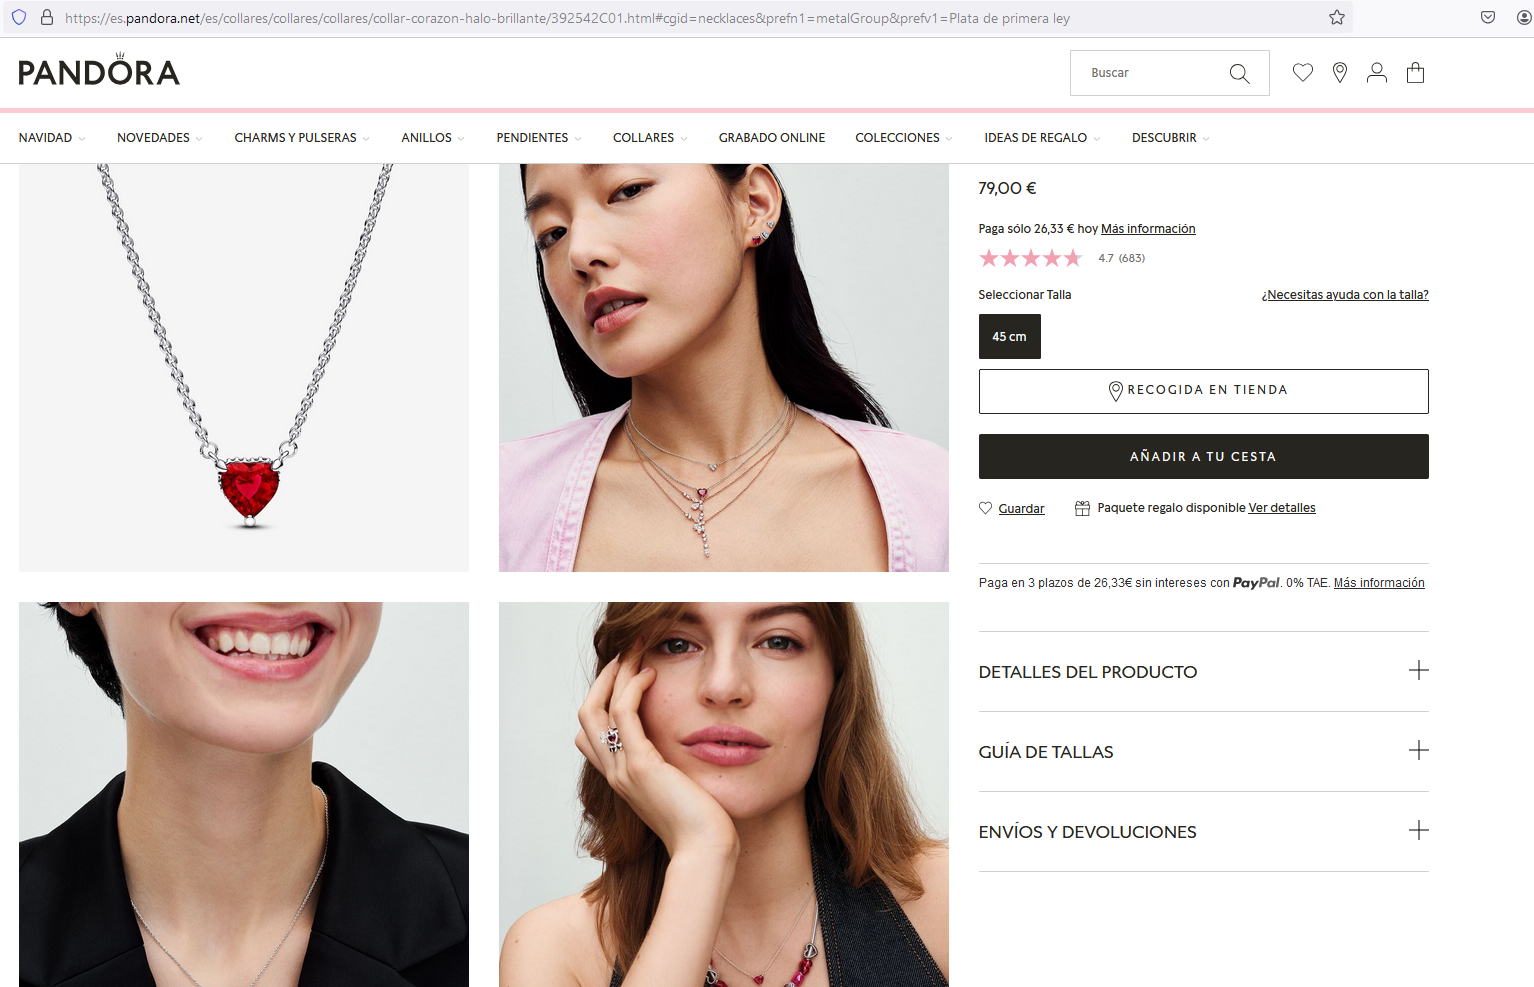 https://es.pandora.net/es/collares/collares/collares/collar-corazon-halo-brillante/392542C01.html#cgid=necklaces&prefn1=metalGroup&prefv1=Plata de primera ley
PANDORA
Buscar
NAVIDAD NOVEDADES CHARMS Y PULSERAS ANILLOS PENDIENTES COLLARES GRABADO ONLINE COLECCIONES IDEAS DE REGALO DESCUBRIR
79,00 €
Paga sólo 26,33 € hoy Más información
4.7 (683)
Seleccionar Talla ¿Necesitas ayuda con la talla?
45 cm
RECOGIDA EN TIENDA
AÑADIR A TU CESTA
Guardar Paquete regalo disponible Ver detalles
Paga en 3 plazos de 26,33€ sin intereses con PayPal. 0% TAE. Más información
DETALLES DEL PRODUCTO
GUÍA DE TALLAS
ENVÍOS Y DEVOLUCIONES